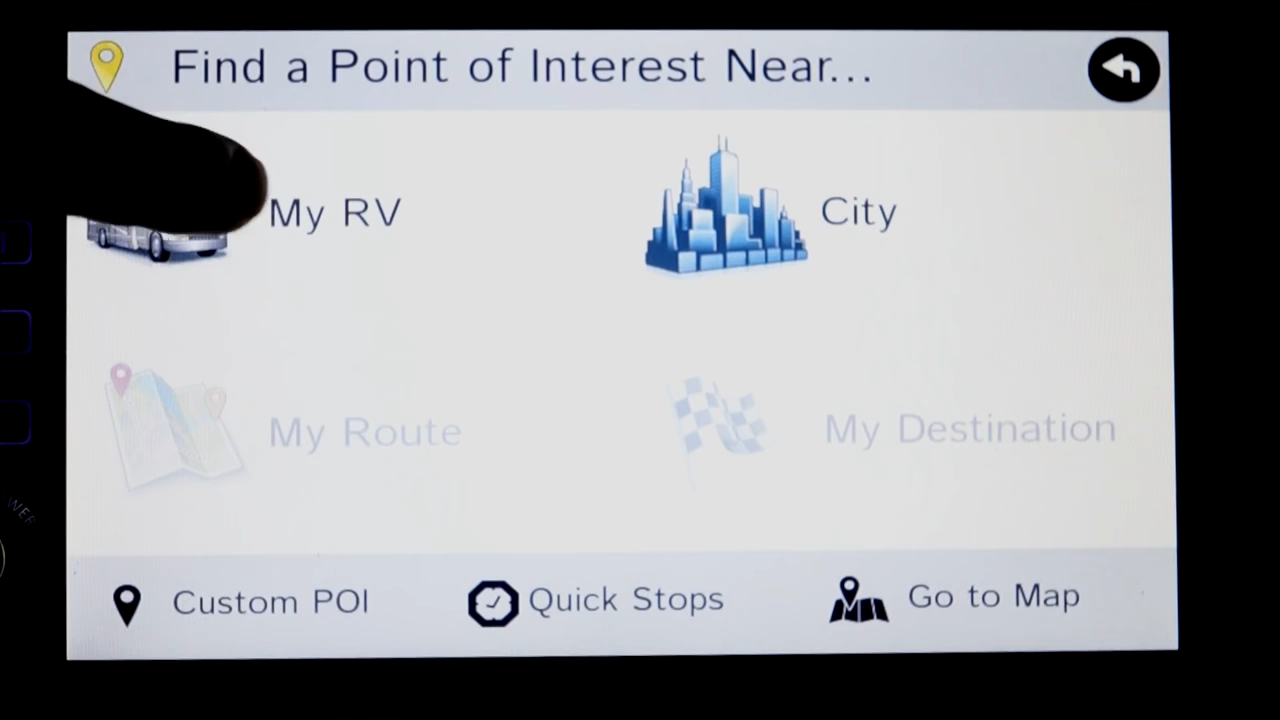 Find a Point of Interest Near...
My RV
City
My Route
My Destination
Custom POI
Quick Stops
Go to Map